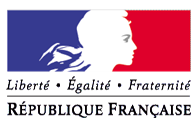 Liberté • Égalité • Fraternité
RÉPUBLIQUE FRANÇAISE